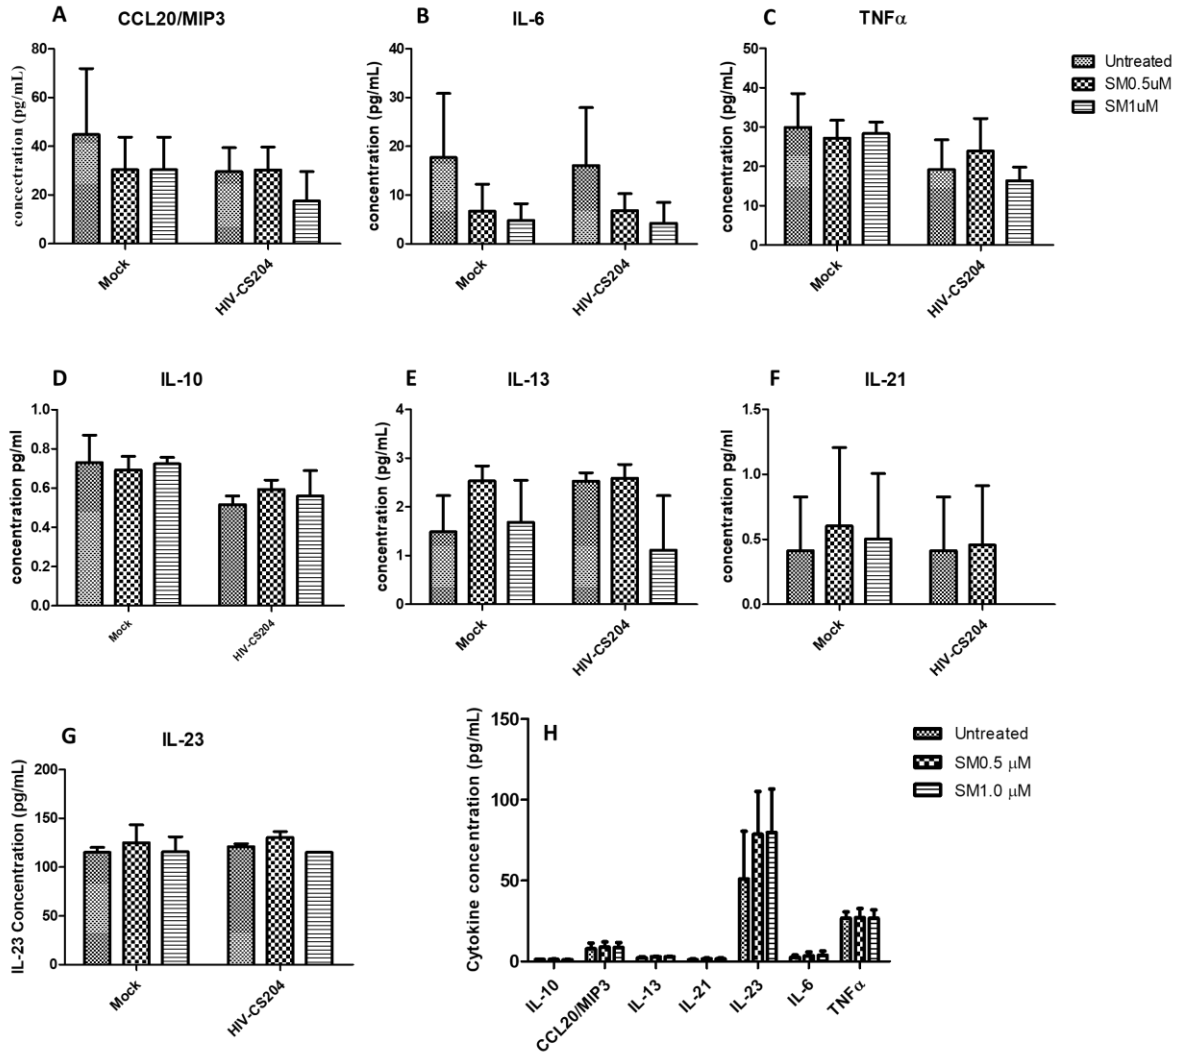 A CCL20/MIP3
concectration (pg/mL)
80
60
40
20
0
Mock
HIV-CS204
B IL-6
concentration (pg/mL)
40
30
20
10
0
Mock
HIV-CS204
C TNFα
concentration (pg/mL)
50
40
30
20
10
0
Mock
HIV-CS204
Untreated
SM0.5uM
SM1uM
D IL-10
concentration pg/ml
1.0
0.8
0.6
0.4
0.2
0.0
Mock
HIV-CS204
E IL-13
concentration (pg/mL)
4
3
2
1
0
Mock
HIV-CS204
F IL-21
concentration pg/ml
1.5
1.0
0.5
0.0
Mock
HIV-CS204
G IL-23
IL-23 Concentration (pg/mL)
200
150
100
50
0
Mock
HIV-CS204
H
Cytokine concentration (pg/mL)
150
100
50
0
IL-10
CCL20/MIP3
IL-13
IL-21
IL-23
IL-6
TNFα
Untreated
SM0.5 μM
SM1.0 μM